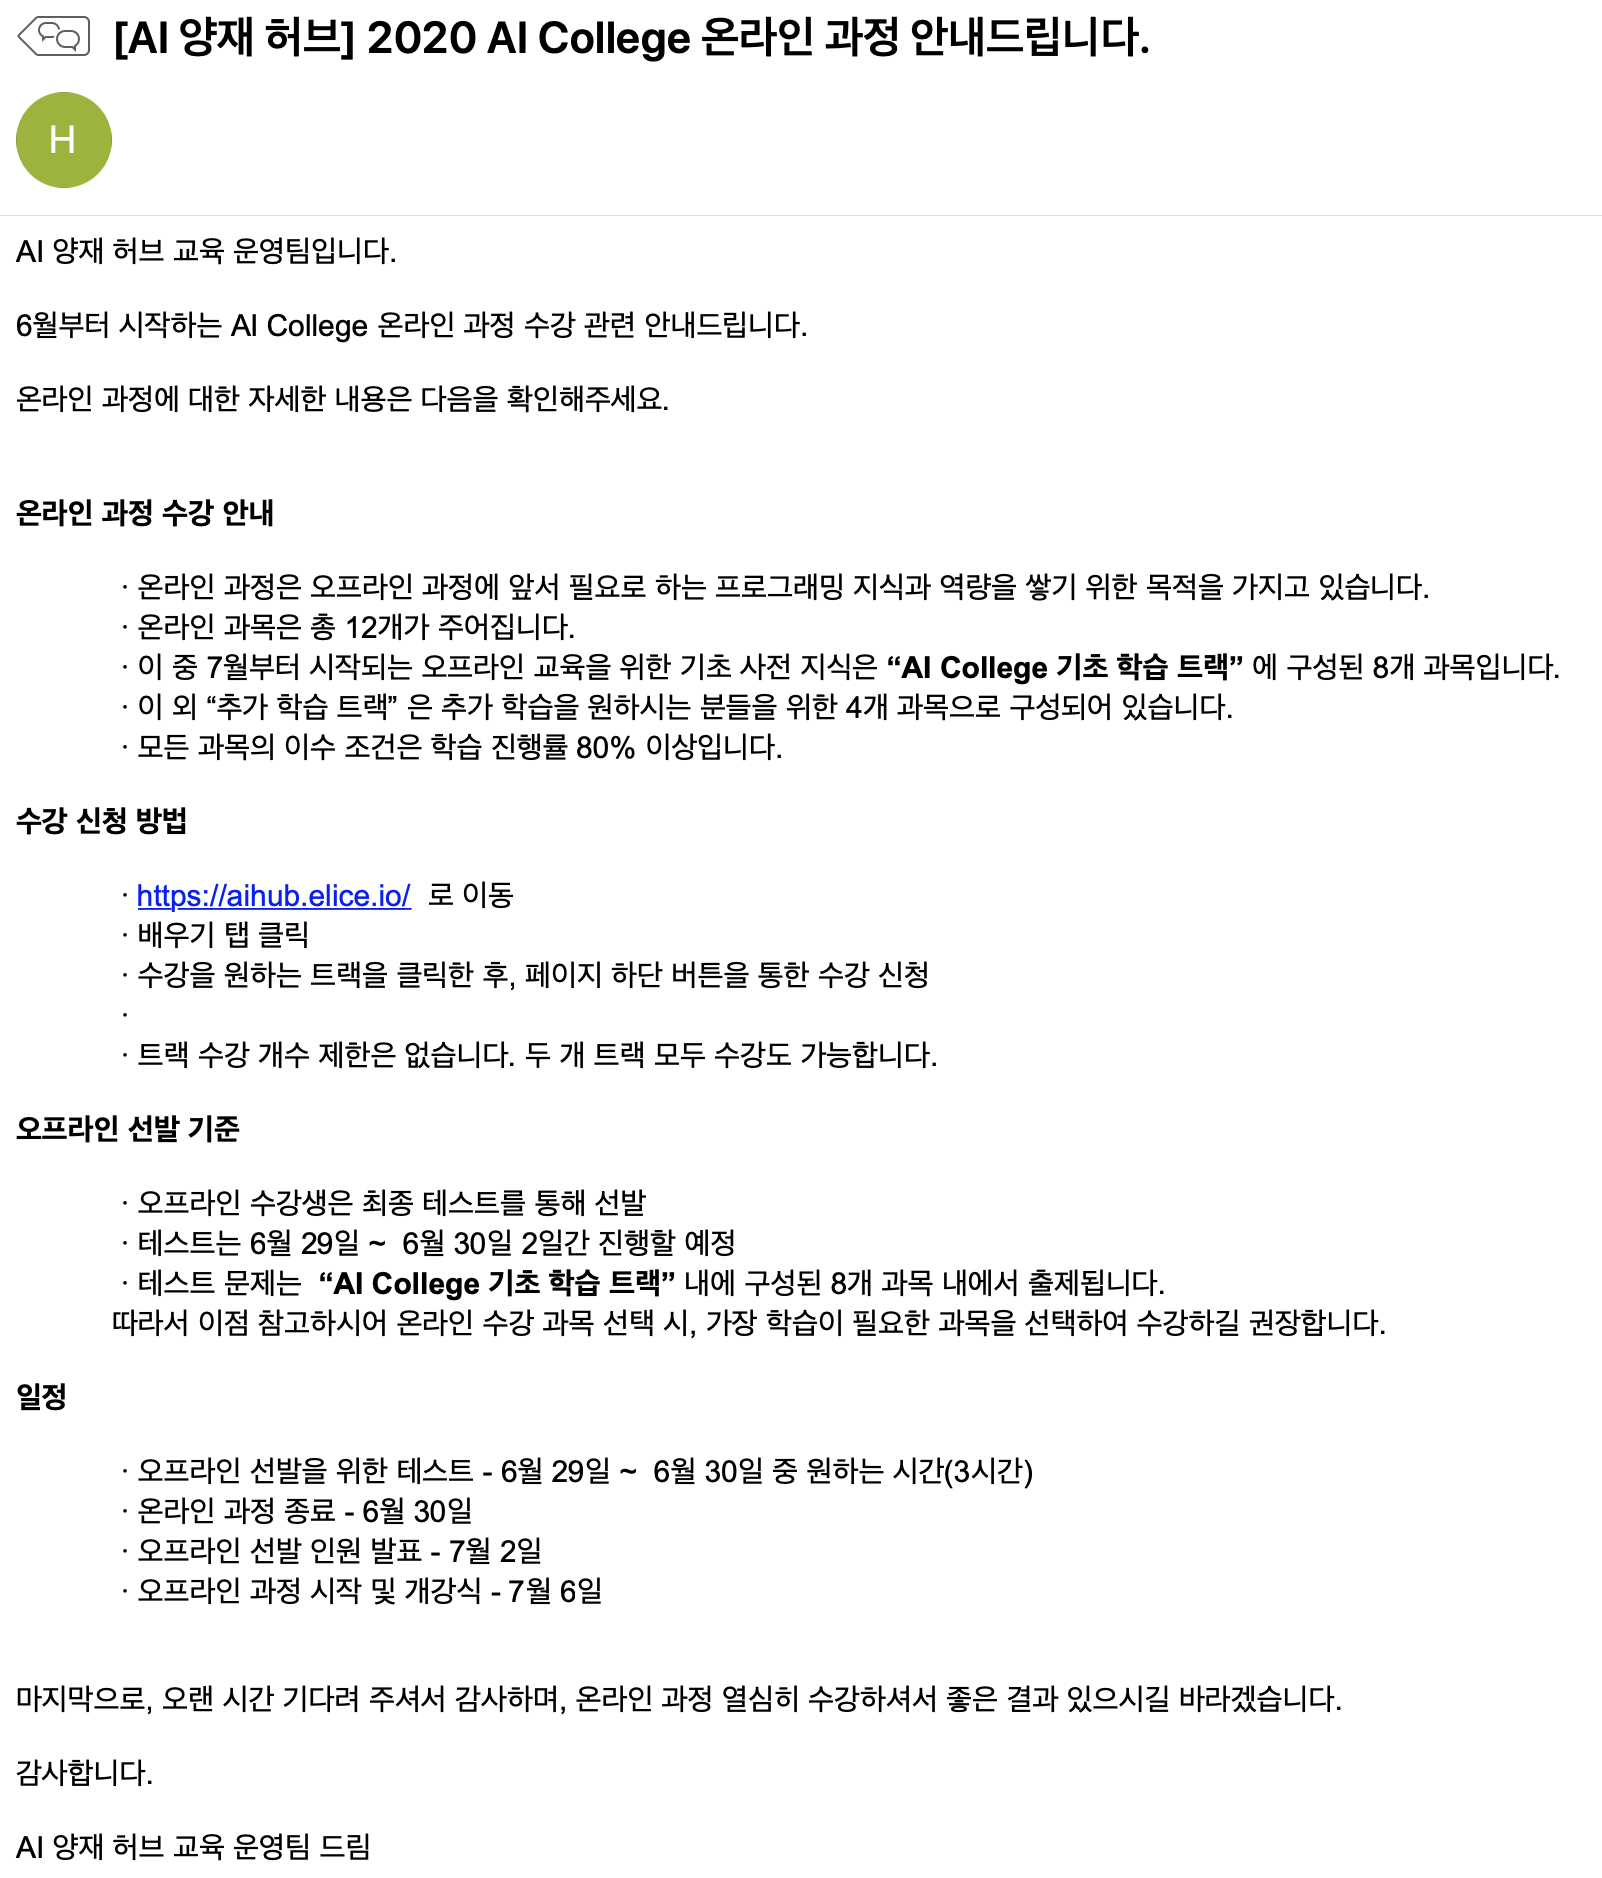 [AI 양재 허브] 2020 AI College 온라인 과정 안내드립니다.
H
AI 양재 허브 교육 운영팀입니다.
6월부터 시작하는 AI College 온라인 과정 수강 관련 안내드립니다.
온라인 과정에 대한 자세한 내용은 다음을 확인해주세요.
온라인 과정 수강 안내
· 온라인 과정은 오프라인 과정에 앞서 필요로 하는 프로그래밍 지식과 역량을 쌓기 위한 목적을 가지고 있습니다.
· 온라인 과목은 총 12개가 주어집니다.
· 이 중 7월부터 시작되는 오프라인 교육을 위한 기초 사전 지식은 “AI College 기초 학습 트랙” 에 구성된 8개 과목입니다.
· 이 외 “추가 학습 트랙” 은 추가 학습을 원하시는 분들을 위한 4개 과목으로 구성되어 있습니다.
· 모든 과목의 이수 조건은 학습 진행률 80% 이상입니다.
수강 신청 방법
· https://aihub.elice.io/ 로 이동
· 배우기 탭 클릭
· 수강을 원하는 트랙을 클릭한 후, 페이지 하단 버튼을 통한 수강 신청
·
· 트랙 수강 개수 제한은 없습니다. 두 개 트랙 모두 수강도 가능합니다.
오프라인 선발 기준
· 오프라인 수강생은 최종 테스트를 통해 선발
· 테스트는 6월 29일 ~ 6월 30일 2일간 진행할 예정
· 테스트 문제는 “AI College 기초 학습 트랙” 내에 구성된 8개 과목 내에서 출제됩니다.
따라서 이점 참고하시어 온라인 수강 과목 선택 시, 가장 학습이 필요한 과목을 선택하여 수강하길 권장합니다.
일정
· 오프라인 선발을 위한 테스트 - 6월 29일 ~ 6월 30일 중 원하는 시간(3시간)
· 온라인 과정 종료 - 6월 30일
· 오프라인 선발 인원 발표 - 7월 2일
· 오프라인 과정 시작 및 개강식 - 7월 6일
마지막으로, 오랜 시간 기다려 주셔서 감사하며, 온라인 과정 열심히 수강하셔서 좋은 결과 있으시길 바라겠습니다.
감사합니다.
AI 양재 허브 교육 운영팀 드림